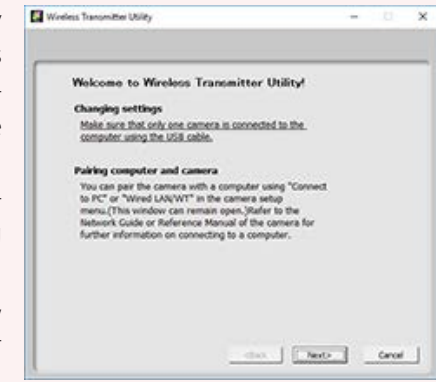 Wireless Transmitter Utility
Welcome to Wireless Transmitter Utility!
Changing settings
Make sure that only one camera is connected to the
computer using the USB cable.
Pairing computer and camera
You can pair the camera with a computer using "Connect
to PC" or "Wired LAN/WT" in the camera setup
menu.(This window can remain open.)Refer to the
Network Guide or Reference Manual of the camera for
further information on connecting to a computer.
<Back Next> Cancel